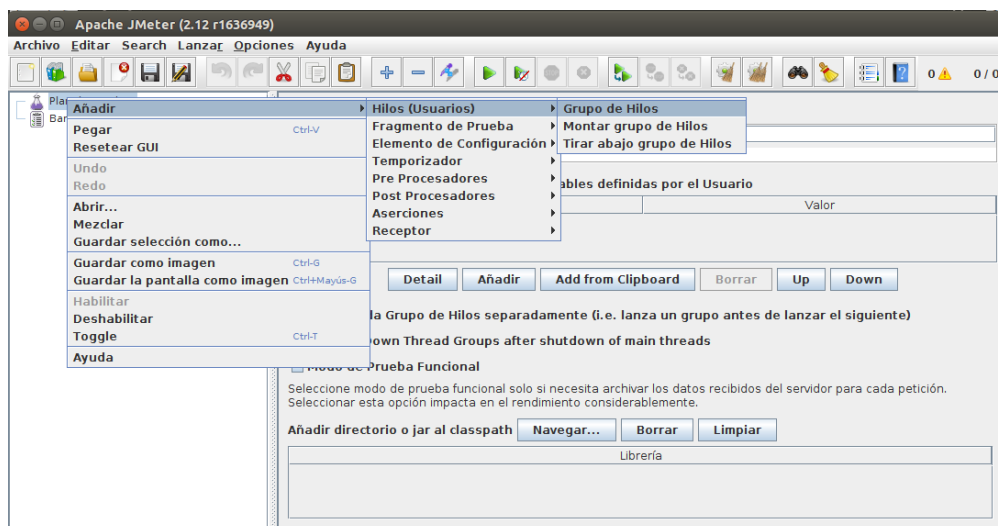 Apache JMeter (2.12 r1636949)
Archivo Editar Search Lanzar Opciones Ayuda
0 0 / 0
Añadir
Pegar Ctrl-V
Resetear GUI
Undo
Redo
Abrir...
Mezclar
Guardar selección como...
Guardar como imagen Ctrl-G
Guardar la pantalla como imagen Ctrl+Mayús-G
Habilitar
Deshabilitar
Toggle Ctrl-T
Ayuda
Hilos (Usuarios)
Fragmento de Prueba
Elemento de Configuración
Temporizador
Pre Procesadores
Post Procesadores
Aserciones
Receptor
Grupo de Hilos
Montar grupo de Hilos
Tirar abajo grupo de Hilos
ables definidas por el Usuario
Valor
Detail Añadir Add from Clipboard Borrar Up Down
la Grupo de Hilos separadamente (i.e. lanza un grupo antes de lanzar el siguiente)
own Thread Groups after shutdown of main threads
Modo de Prueba Funcional
Seleccione modo de prueba funcional solo si necesita archivar los datos recibidos del servidor para cada petición.
Seleccionar esta opción impacta en el rendimiento considerablemente.
Añadir directorio o jar al classpath Navegar... Borrar Limpiar
Librería